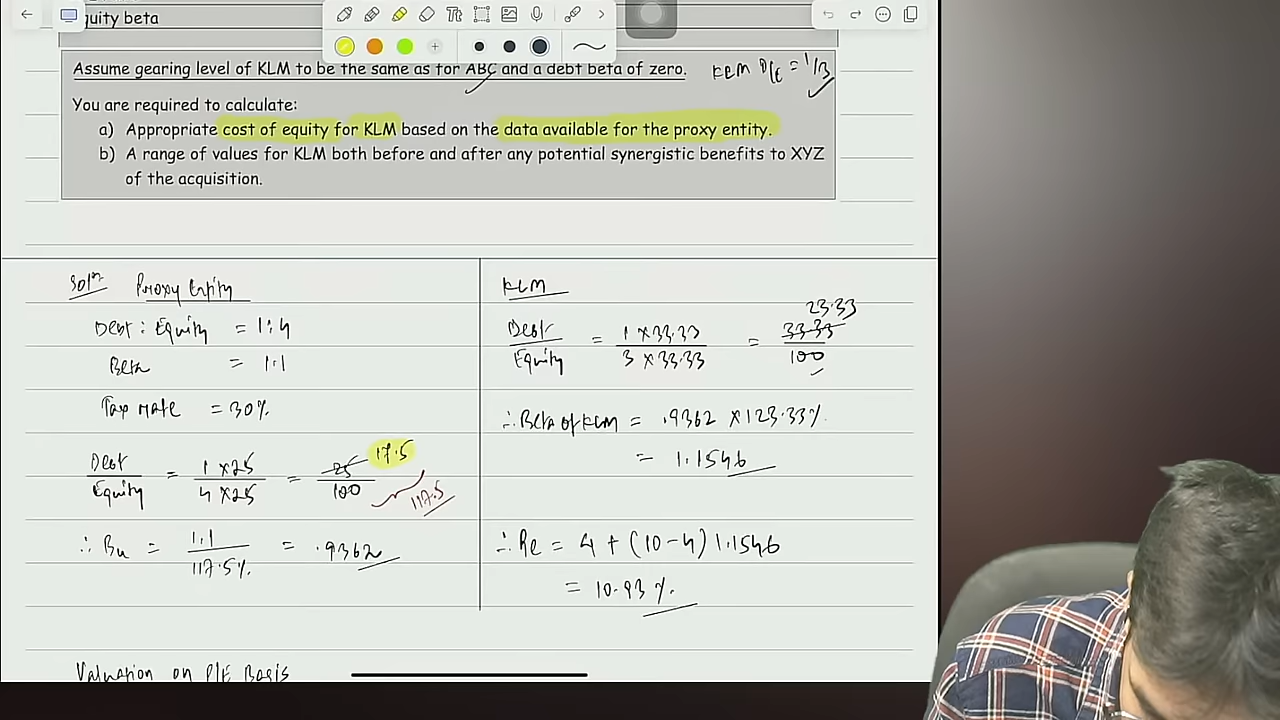 quity beta
Assume gearing level of KLM to be the same as for ABC and a debt beta of zero. KLM D/E = 1/3
You are required to calculate:
a) Appropriate cost of equity for KLM based on the data available for the proxy entity.
b) A range of values for KLM both before and after any potential synergistic benefits to XYZ
of the acquisition.
Soln Proxy Entity
Debt : Equity = 1:4
Beta = 1.1
Tax rate = 30%
Debt/Equity = 1 x25/4 x25 = 25/100 17.5
117.5
∴ Bu = 1.1/117.5% = .9362
KLM
Debt/Equity = 1 x 33.33/3 x 33.33 = 33.33/100 23.33
∴ Beta of KLM = .9362 x 123.33%
= 1.1546
∴ Re = 4 + (10-4) 1.1546
= 10.93 %
Valuation on P/E Basis